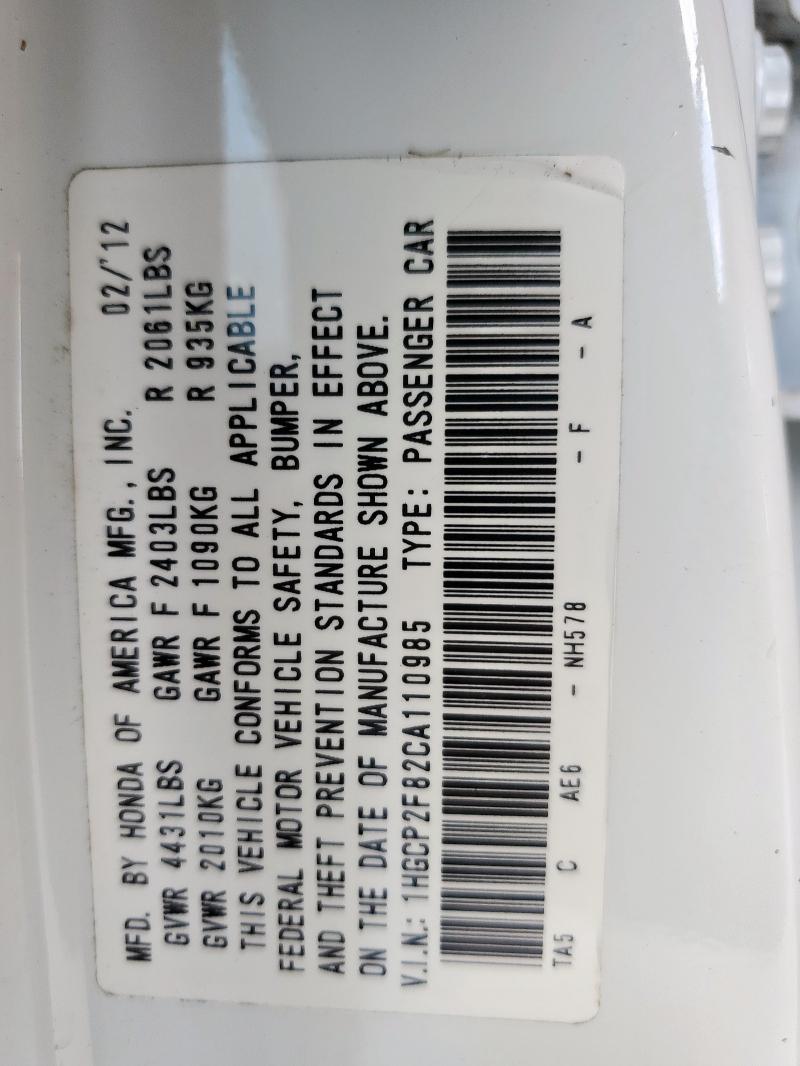 MFD. BY HONDA OF AMERICA MFG., INC. 02/'12
GVWR 4431LBS GAWR F 2403LBS R 2061LBS
GVWR 2010KG GAWR F 1090KG R 935KG
THIS VEHICLE CONFORMS TO ALL APPLICABLE
FEDERAL MOTOR VEHICLE SAFETY, BUMPER,
AND THEFT PREVENTION STANDARDS IN EFFECT
ON THE DATE OF MANUFACTURE SHOWN ABOVE.
V.I.N.: 1HGCP2F82CA110985 TYPE: PASSENGER CAR
TA5 C AE6 - NH578 - F - A